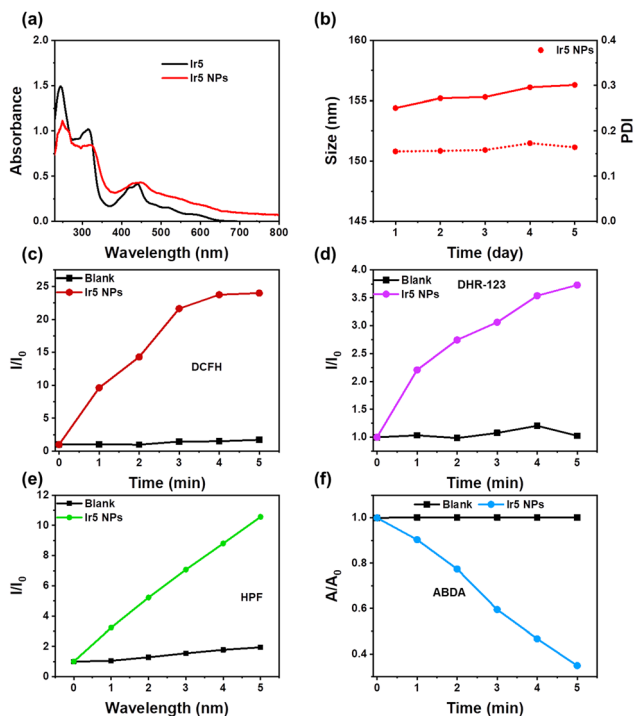 (a)
Ir5
Ir5 NPs
Absorbance
2.0
1.5
1.0
0.5
0.0
300 400 500 600 700 800
Wavelength (nm)
(b)
Ir5 NPs
Size (nm)
160
155
150
145
PDI
0.4
0.3
0.2
0.1
0.0
1 2 3 4 5
Time (day)
(c)
Blank
Ir5 NPs
DCFH
I/I0
25
20
15
10
5
0
0 1 2 3 4 5
Time (min)
(d)
Blank
Ir5 NPs
DHR-123
I/I0
4.0
3.5
3.0
2.5
2.0
1.5
1.0
0 1 2 3 4 5
Time (min)
(e)
Blank
Ir5 NPs
HPF
I/I0
12
10
8
6
4
2
0
0 1 2 3 4 5
Wavelength (nm)
(f)
Blank Ir5 NPs
ABDA
A/A0
1.0
0.8
0.6
0.4
0 1 2 3 4 5
Time (min)